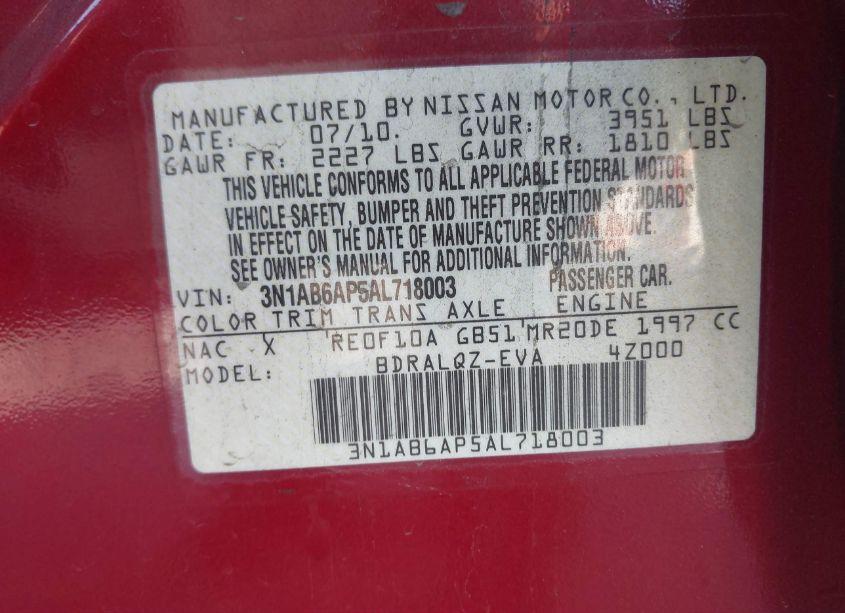 MANUFACTURED BY NISSAN MOTOR CO., LTD.
DATE: 07/10. GVWR: 3951 LBS
GAWR FR: 2227 LBS GAWR RR: 1810 LBS
THIS VEHICLE CONFORMS TO ALL APPLICABLE FEDERAL MOTOR
VEHICLE SAFETY, BUMPER AND THEFT PREVENTION STANDARDS
IN EFFECT ON THE DATE OF MANUFACTURE SHOWN ABOVE.
SEE OWNER'S MANUAL FOR ADDITIONAL INFORMATION.
VIN: 3N1AB6AP5AL718003 PASSENGER CAR.
COLOR TRIM TRANS AXLE ENGINE
NAC X RE0F10A GB51 MR20DE 1997 CC
MODEL: BDRALQZ-EVA 4Z000
3N1AB6AP5AL718003